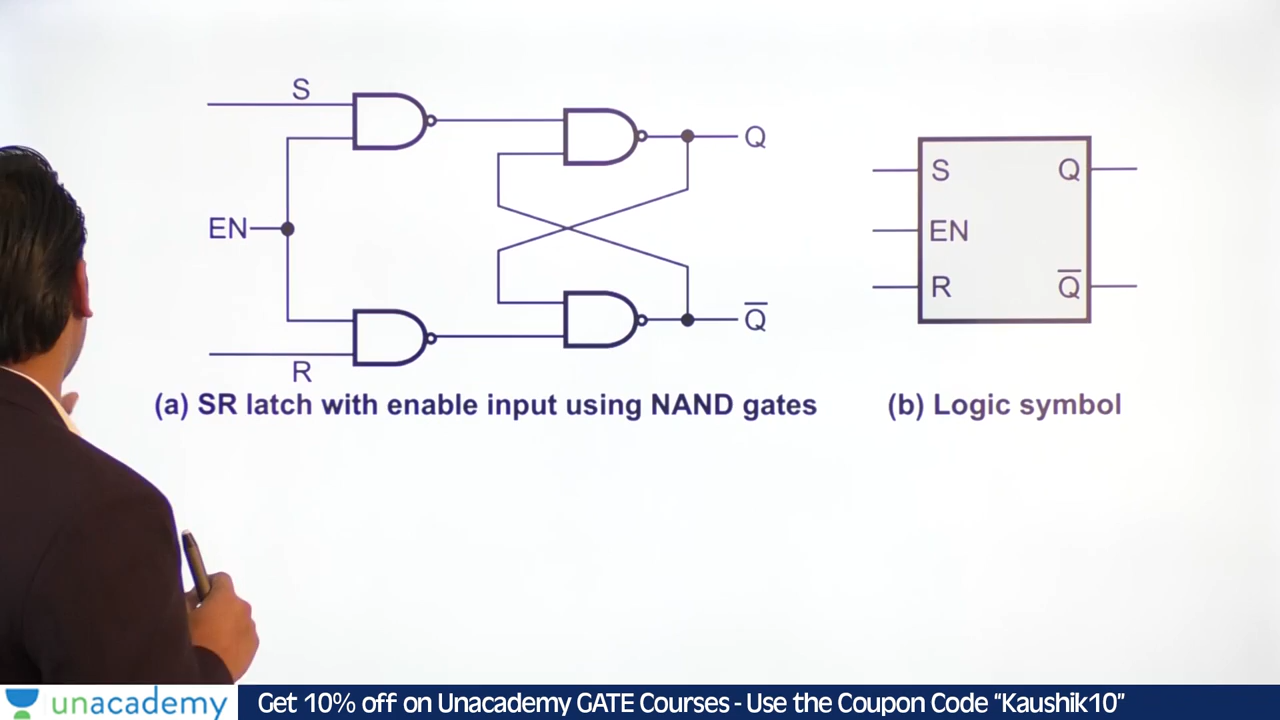 S
EN
R
Q
Q̅
(a) SR latch with enable input using NAND gates
S Q
EN
R Q̅
(b) Logic symbol
unacademy
Get 10% off on Unacademy GATE Courses - Use the Coupon Code “Kaushik10”